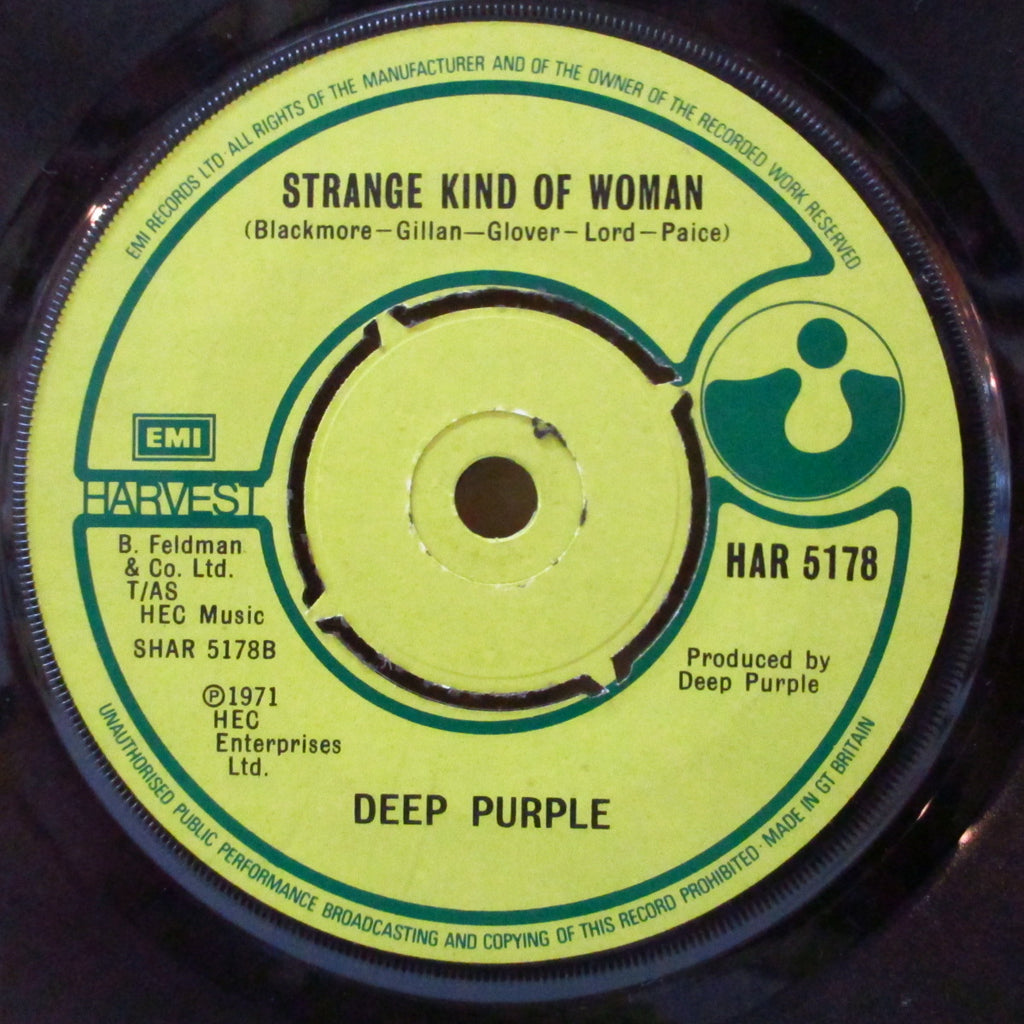 EMI RECORDS LTD · ALL RIGHTS OF THE MANUFACTURER AND OF THE OWNER OF THE RECORDED WORK RESERVED
STRANGE KIND OF WOMAN
(Blackmore—Gillan—Glover—Lord—Paice)
EMI
HARVEST
B. Feldman
& Co. Ltd.
T/AS
HEC Music
SHAR 5178B
℗1971
HEC
Enterprises
Ltd.
HAR 5178
Produced by
Deep Purple
DEEP PURPLE
UNAUTHORISED PUBLIC PERFORMANCE BROADCASTING AND COPYING OF THIS RECORD PROHIBITED · MADE IN GT BRITAIN